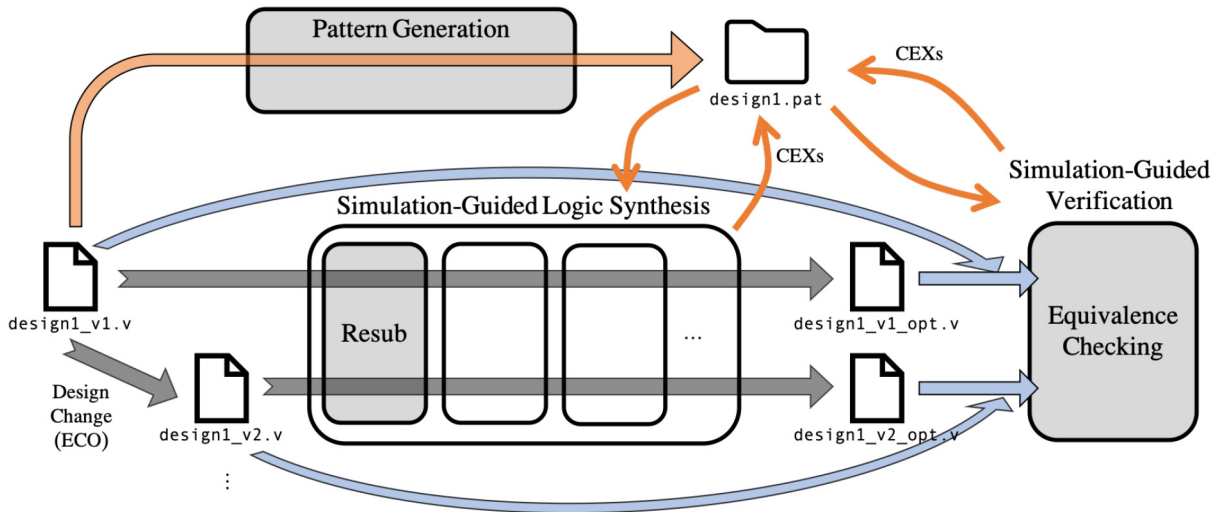 Pattern Generation
design1.pat
CEXs
CEXs
Simulation-Guided
Verification
Simulation-Guided Logic Synthesis
design1_v1.v
Resub
...
design1_v1_opt.v
Equivalence
Checking
Design
Change
(ECO)
design1_v2.v
design1_v2_opt.v
⋮